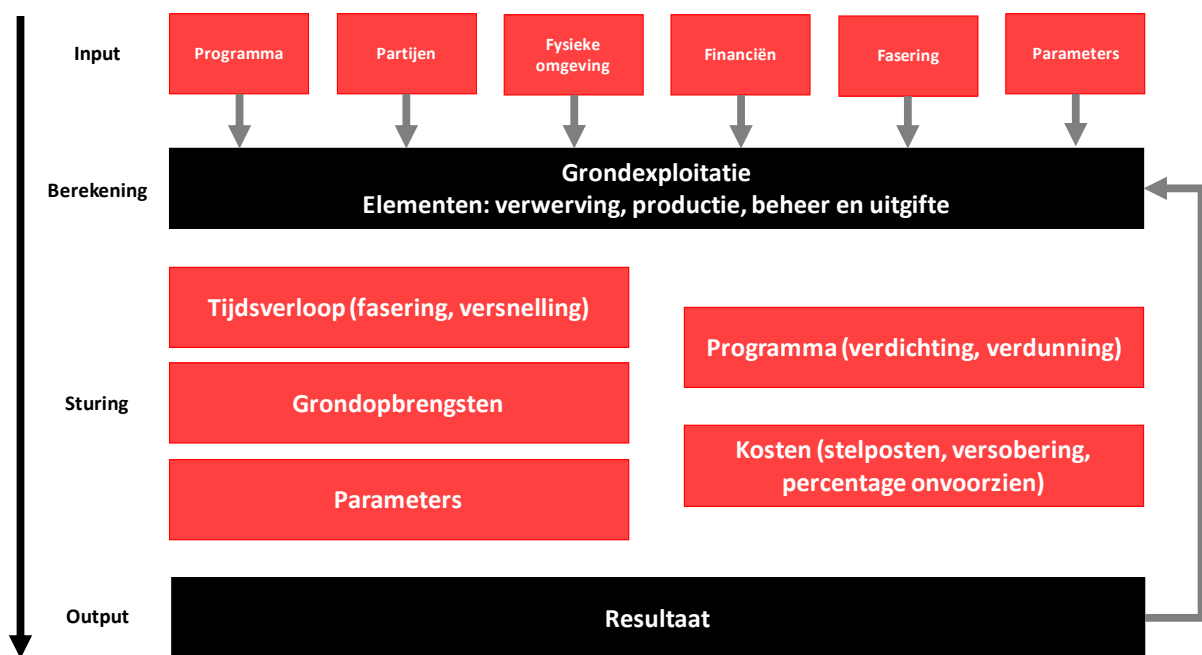 Input
Programma
Partijen
Fysieke
omgeving
Financiën
Fasering
Parameters
Berekening
Grondexploitatie
Elementen: verwerving, productie, beheer en uitgifte
Sturing
Tijdsverloop (fasering, versnelling)
Grondopbrengsten
Parameters
Programma (verdichting, verdunning)
Kosten (stelposten, versobering,
percentage onvoorzien)
Output
Resultaat